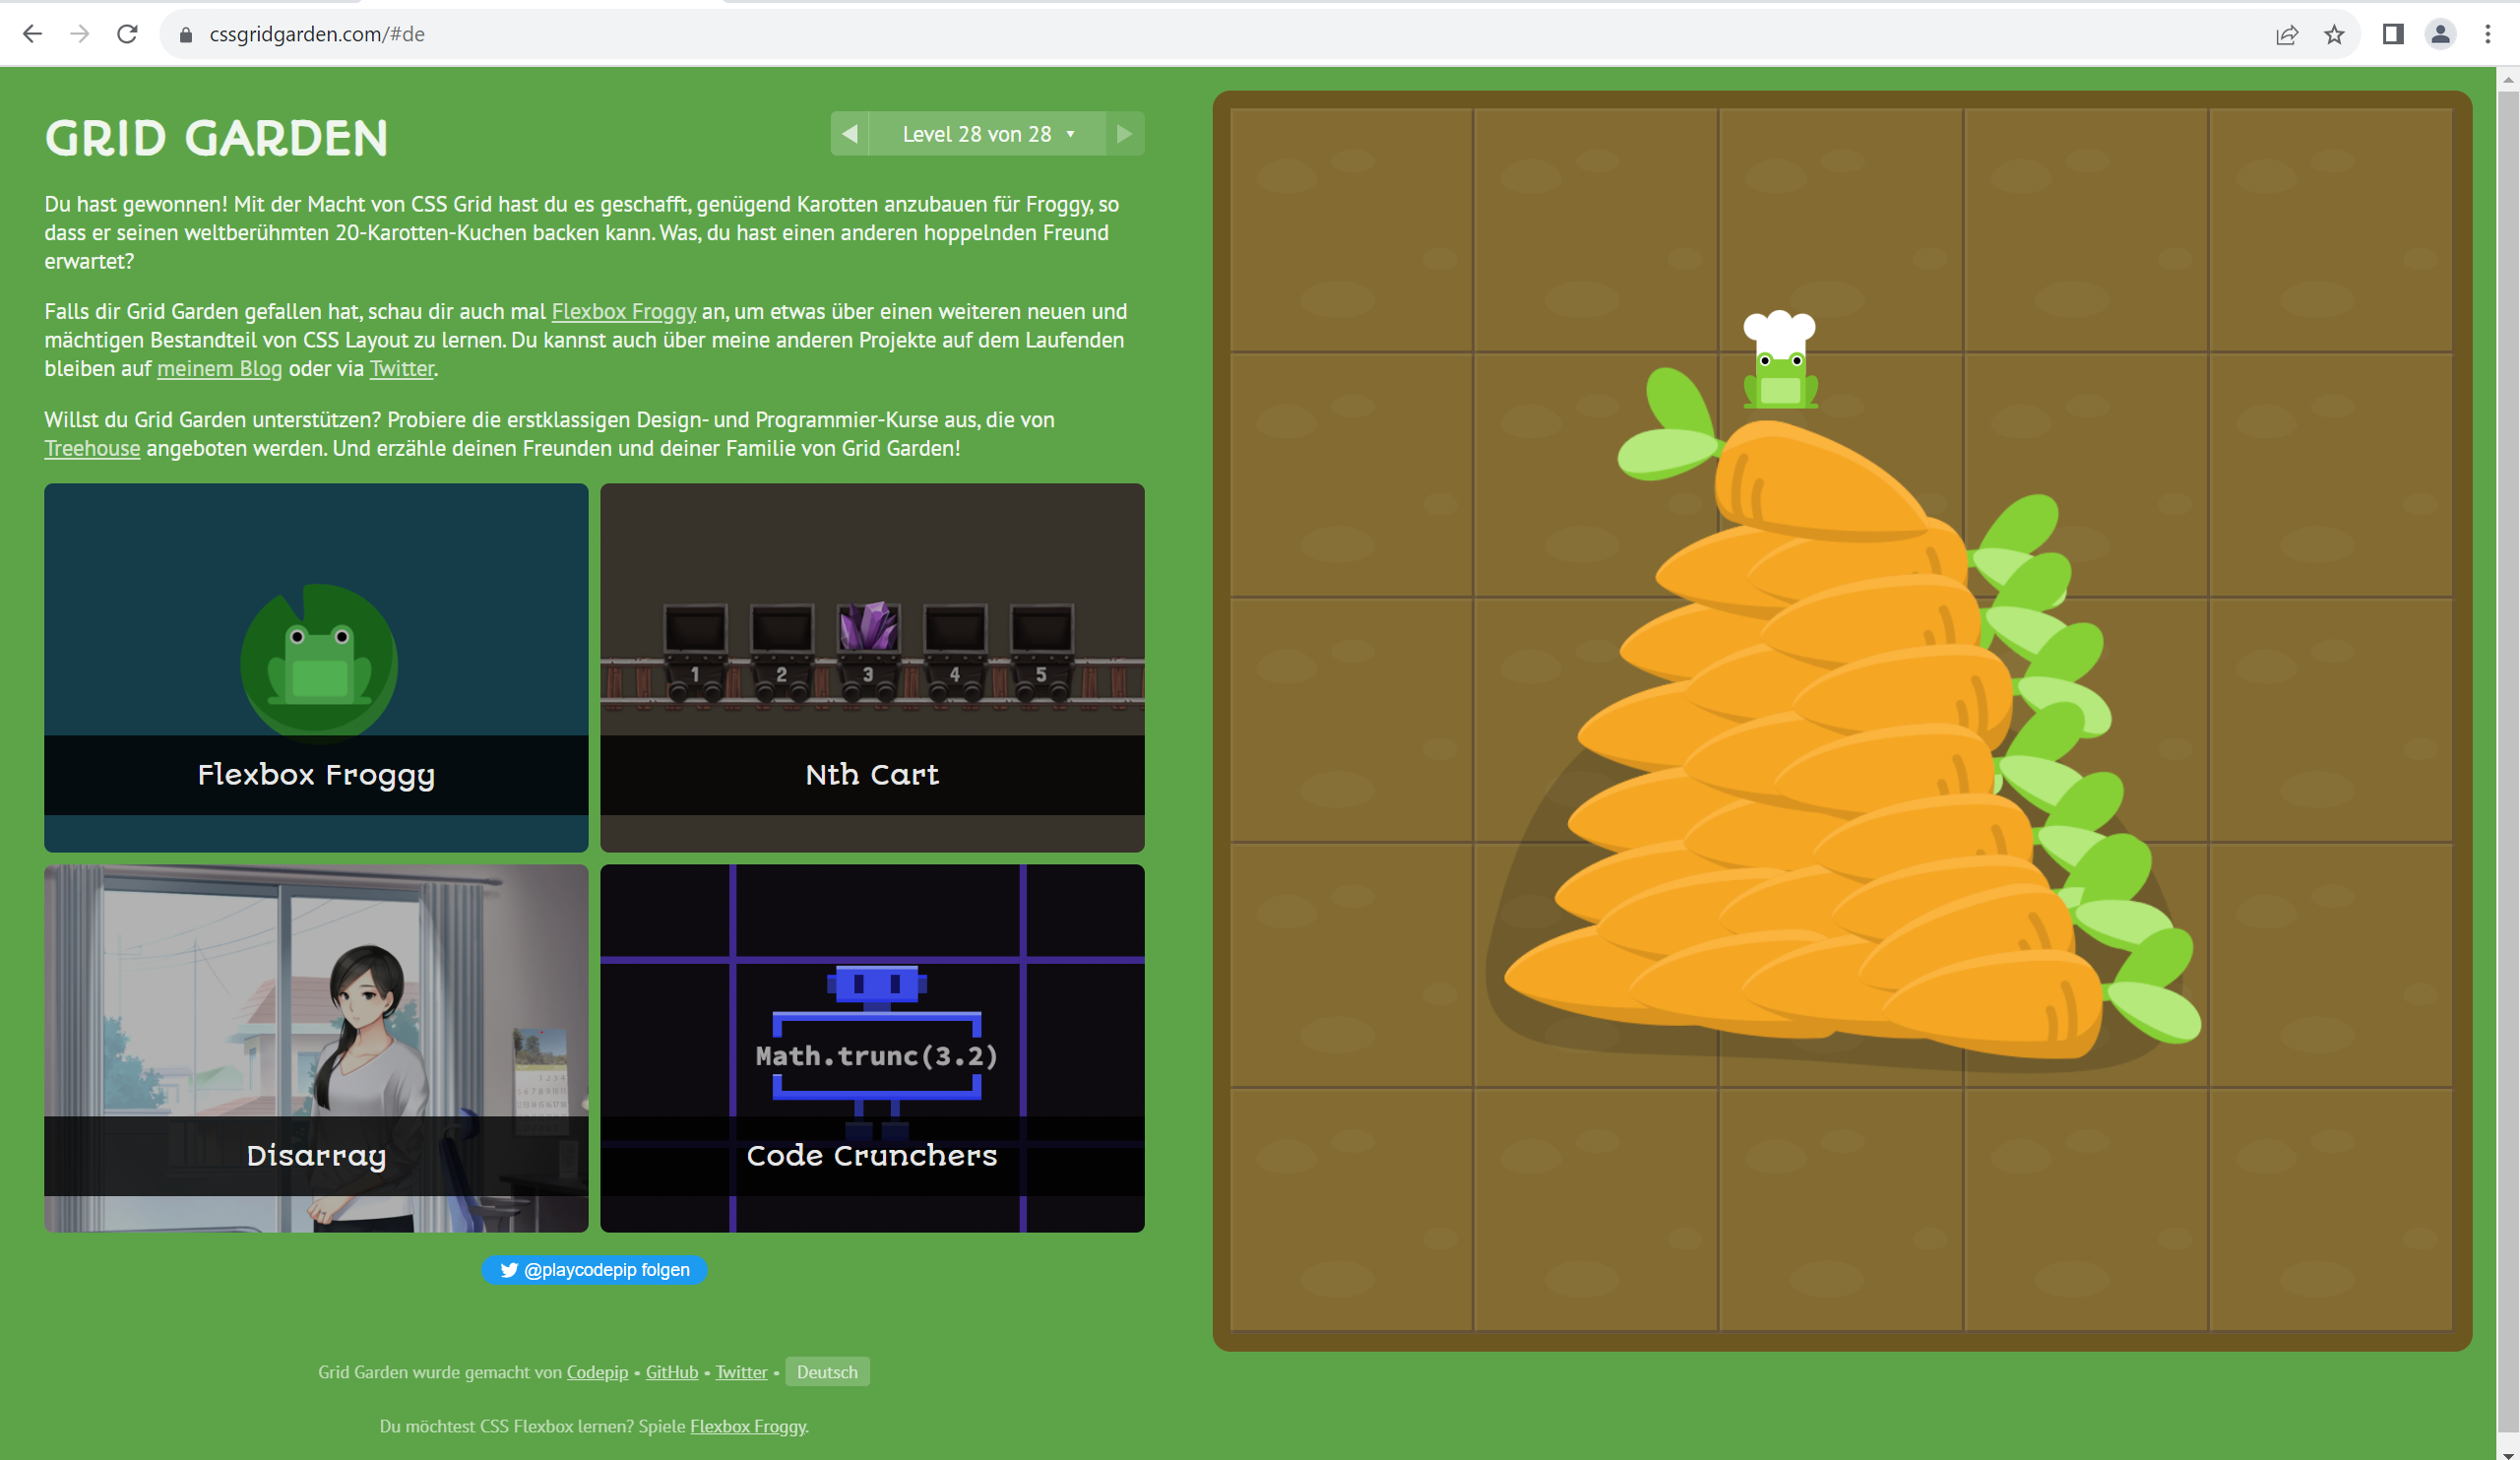 cssgridgarden.com/#de
GRID GARDEN
Level 28 von 28
Du hast gewonnen! Mit der Macht von CSS Grid hast du es geschafft, genügend Karotten anzubauen für Froggy, so
dass er seinen weltberühmten 20-Karotten-Kuchen backen kann. Was, du hast einen anderen hoppelnden Freund
erwartet?
Falls dir Grid Garden gefallen hat, schau dir auch mal Flexbox Froggy an, um etwas über einen weiteren neuen und
mächtigen Bestandteil von CSS Layout zu lernen. Du kannst auch über meine anderen Projekte auf dem Laufenden
bleiben auf meinem Blog oder via Twitter.
Willst du Grid Garden unterstützen? Probiere die erstklassigen Design- und Programmier-Kurse aus, die von
Treehouse angeboten werden. Und erzähle deinen Freunden und deiner Familie von Grid Garden!
Flexbox Froggy
1 2 3 4 5
Nth Cart
Disarray
Math.trunc(3.2)
Code Crunchers
@playcodepip folgen
Grid Garden wurde gemacht von Codepip • GitHub • Twitter • Deutsch
Du möchtest CSS Flexbox lernen? Spiele Flexbox Froggy.